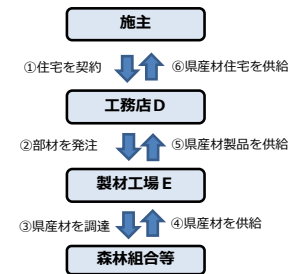 施主
①住宅を契約
⑥県産材住宅を供給
工務店D
②部材を発注
⑤県産材製品を供給
製材工場E
③県産材を調達
④県産材を供給
森林組合等